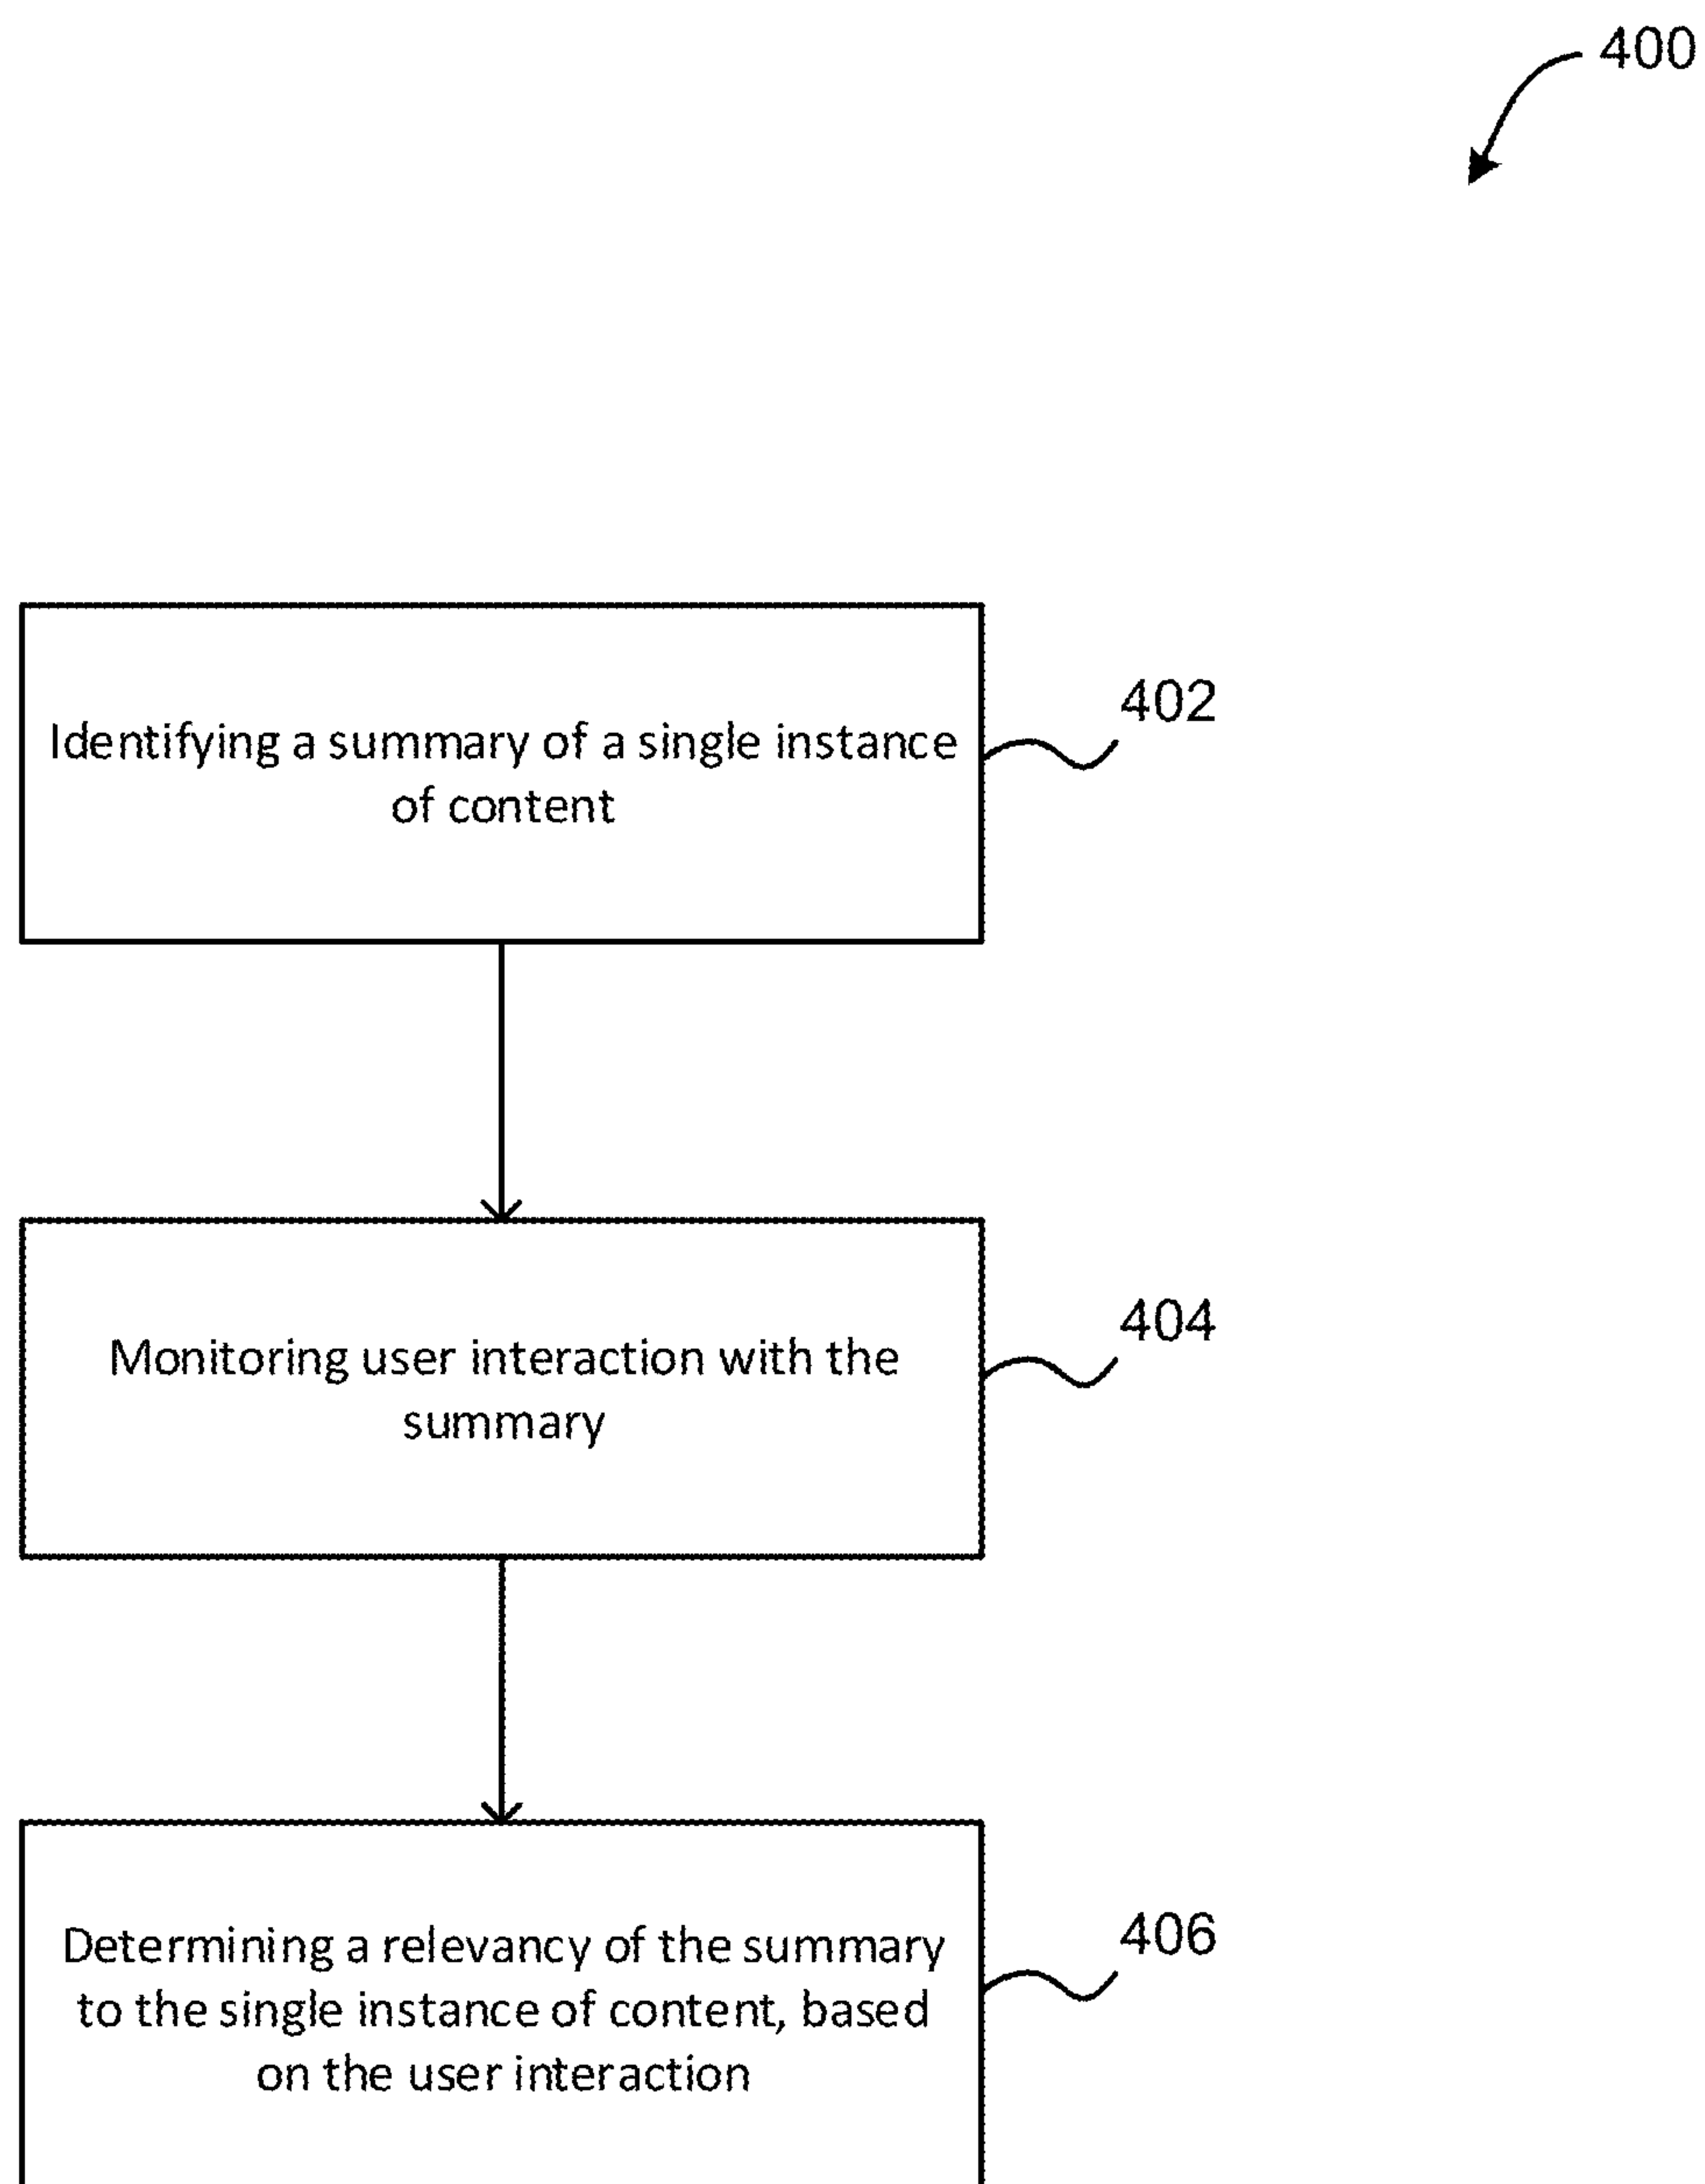 400
Identifying a summary of a single instance
of content
402
Monitoring user interaction with the
summary
404
Determining a relevancy of the summary
to the single instance of content, based
on the user interaction
406